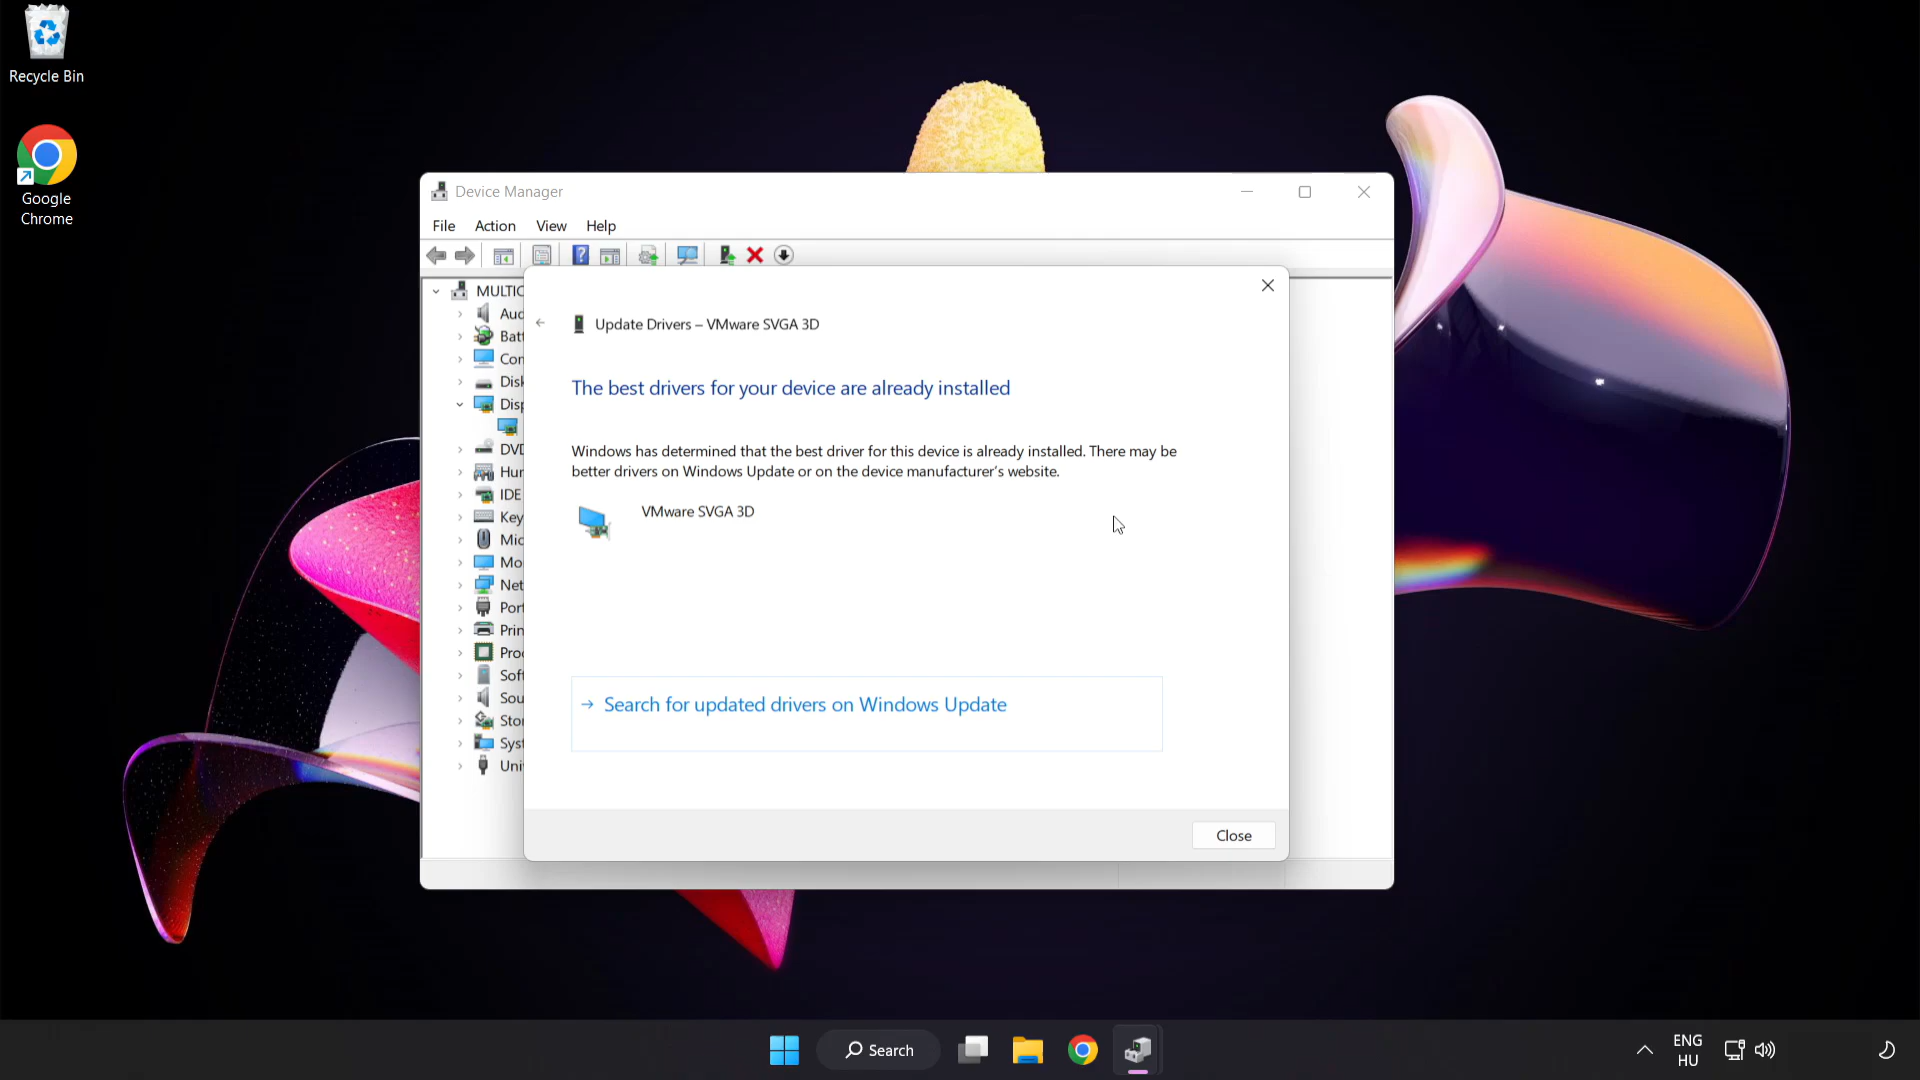 Recycle Bin
Google
Chrome
Device Manager
File Action View Help
MULTIC
Aud
Batt
Con
Disk
Disp
DVD
Hur
IDE
Key
Mic
Mo
Net
Port
Prin
Proc
Soft
Sou
Stor
Syst
Uni
Update Drivers – VMware SVGA 3D
The best drivers for your device are already installed
Windows has determined that the best driver for this device is already installed. There may be
better drivers on Windows Update or on the device manufacturer's website.
VMware SVGA 3D
Search for updated drivers on Windows Update
Close
Search
ENG
HU